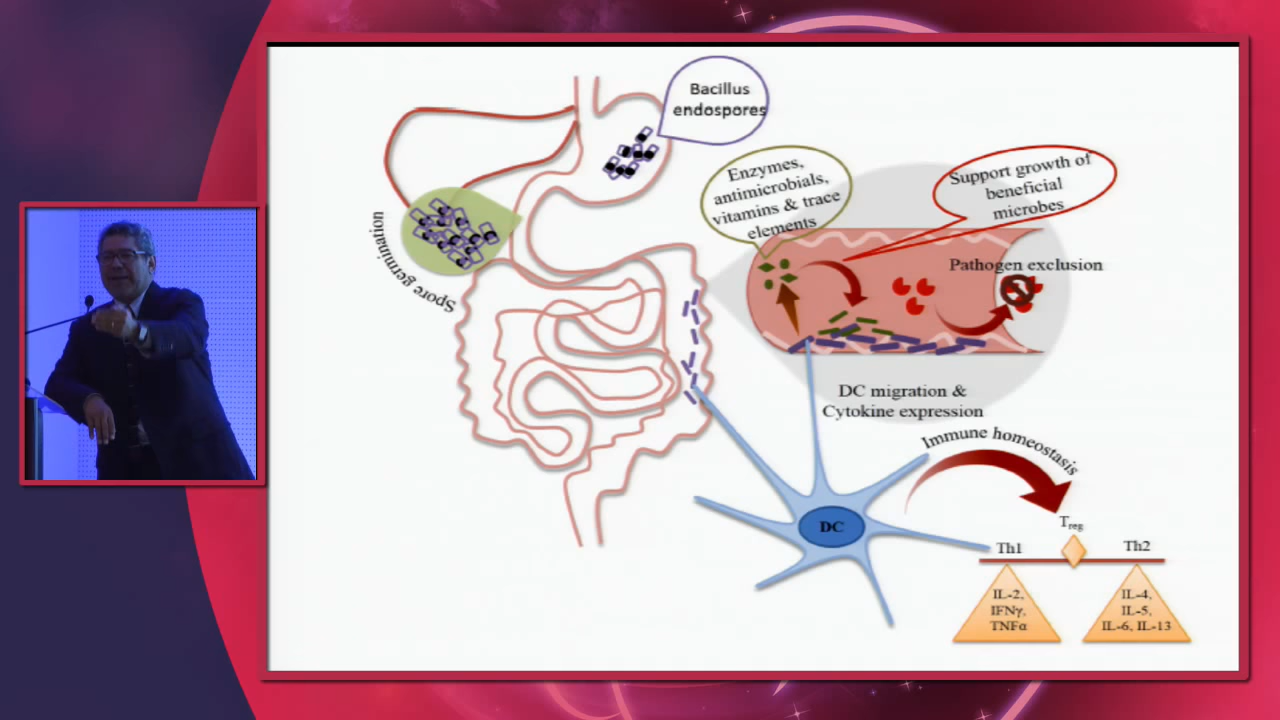 Bacillus
endospores
Enzymes,
antimicrobials,
vitamins & trace
elements
Support growth of
beneficial
microbes
Spore germination
Pathogen exclusion
DC migration &
Cytokine expression
Immune homeostasis
DC
Treg
Th1
Th2
IL-2,
IFNγ,
TNFα
IL-4,
IL-5,
IL-6, IL-13